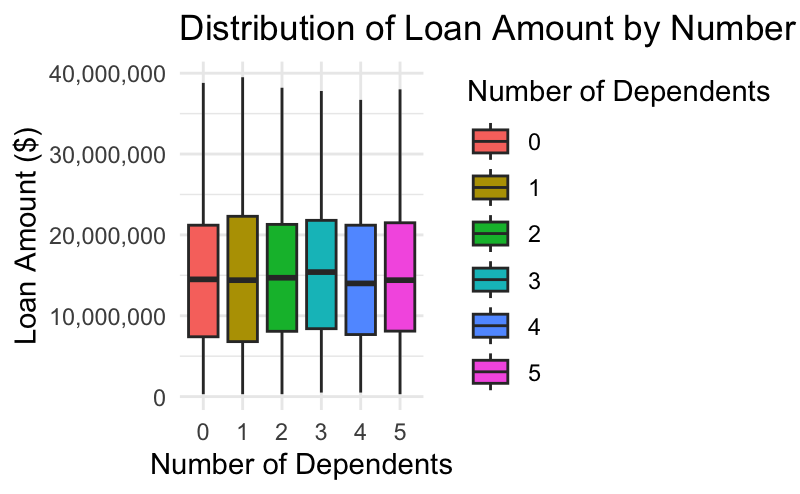 Distribution of Loan Amount by Number
Loan Amount ($)
40,000,000
30,000,000
20,000,000
10,000,000
0
0 1 2 3 4 5
Number of Dependents
Number of Dependents
0
1
2
3
4
5